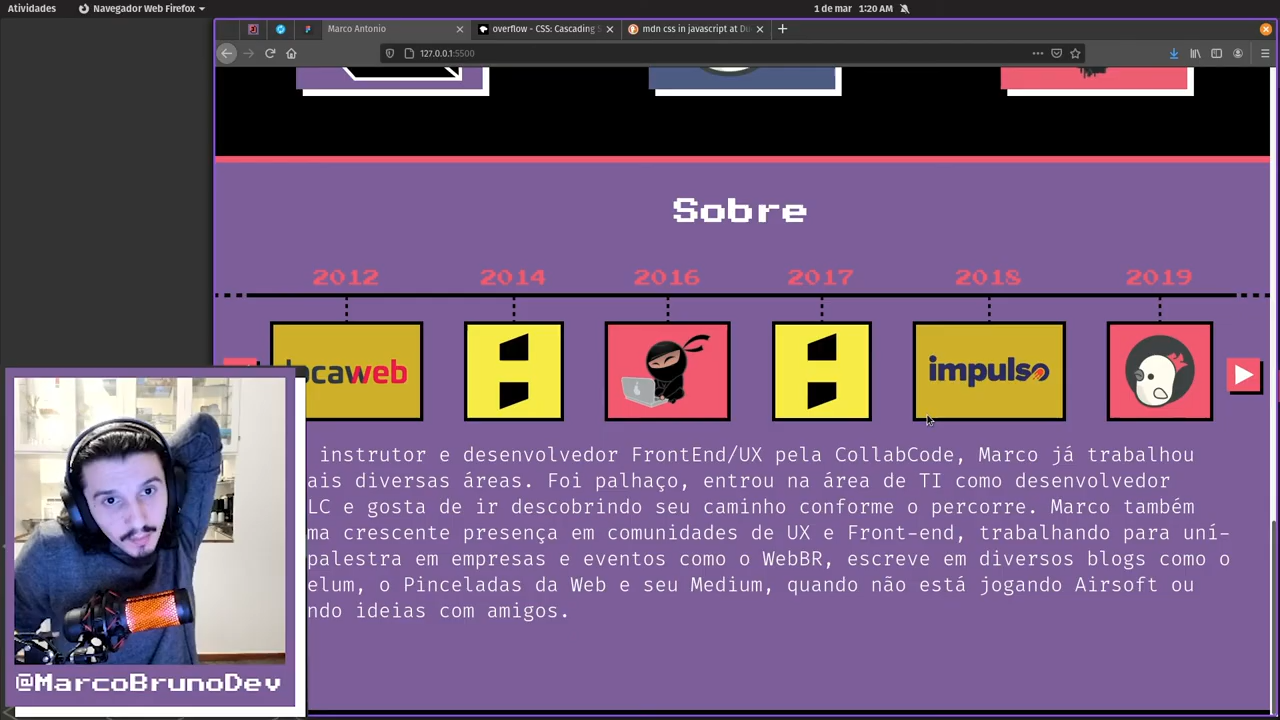 Atividades
Navegador Web Firefox
1 de mar 1:20 AM
Marco Antonio
overflow - CSS: Cascading S
mdn css in javascript at Du
127.0.0.1:5500
Sobre
2012
2014
2016
2017
2018
2019
caweb
impulso
instrutor e desenvolvedor FrontEnd/UX pela CollabCode, Marco já trabalhou
ais diversas áreas. Foi palhaço, entrou na área de TI como desenvolvedor
LC e gosta de ir descobrindo seu caminho conforme o percorre. Marco também
ma crescente presença em comunidades de UX e Front-end, trabalhando para uní-
palestra em empresas e eventos como o WebBR, escreve em diversos blogs como o
elum, o Pinceladas da Web e seu Medium, quando não está jogando Airsoft ou
ndo ideias com amigos.
@MarcoBrunoDev